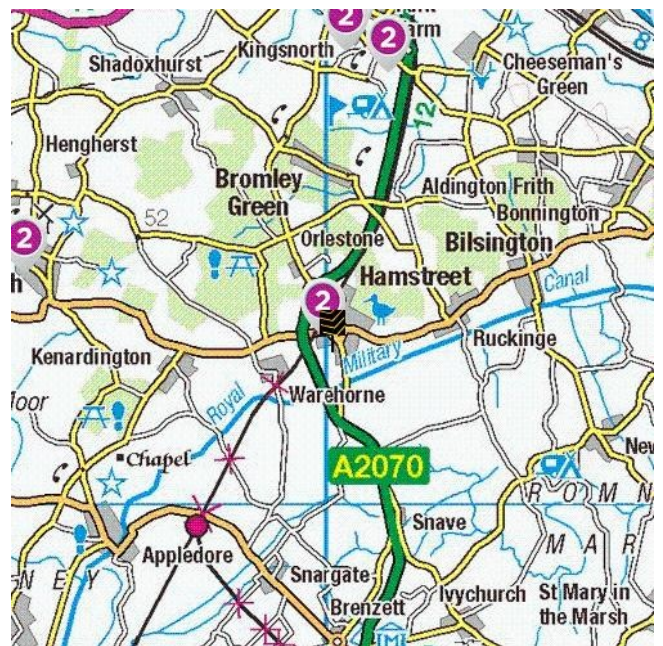 2
arm
2
Kingsnorth
Cheeseman's
Green
Shadoxhurst
12
Hengherst
Bromley
Green
Aldington Frith
Bonnington
52
Orlestone
Bilsington
2
Hamstreet
Canal
2
Kenardington
Military
Ruckinge
Royal
Warehorne
Moor
Chapel
A2070
New
R O M N
Snave
M A R
Appledore
N E Y
Snargate
Ivychurch
St Mary in
the Marsh
Brenzett
M